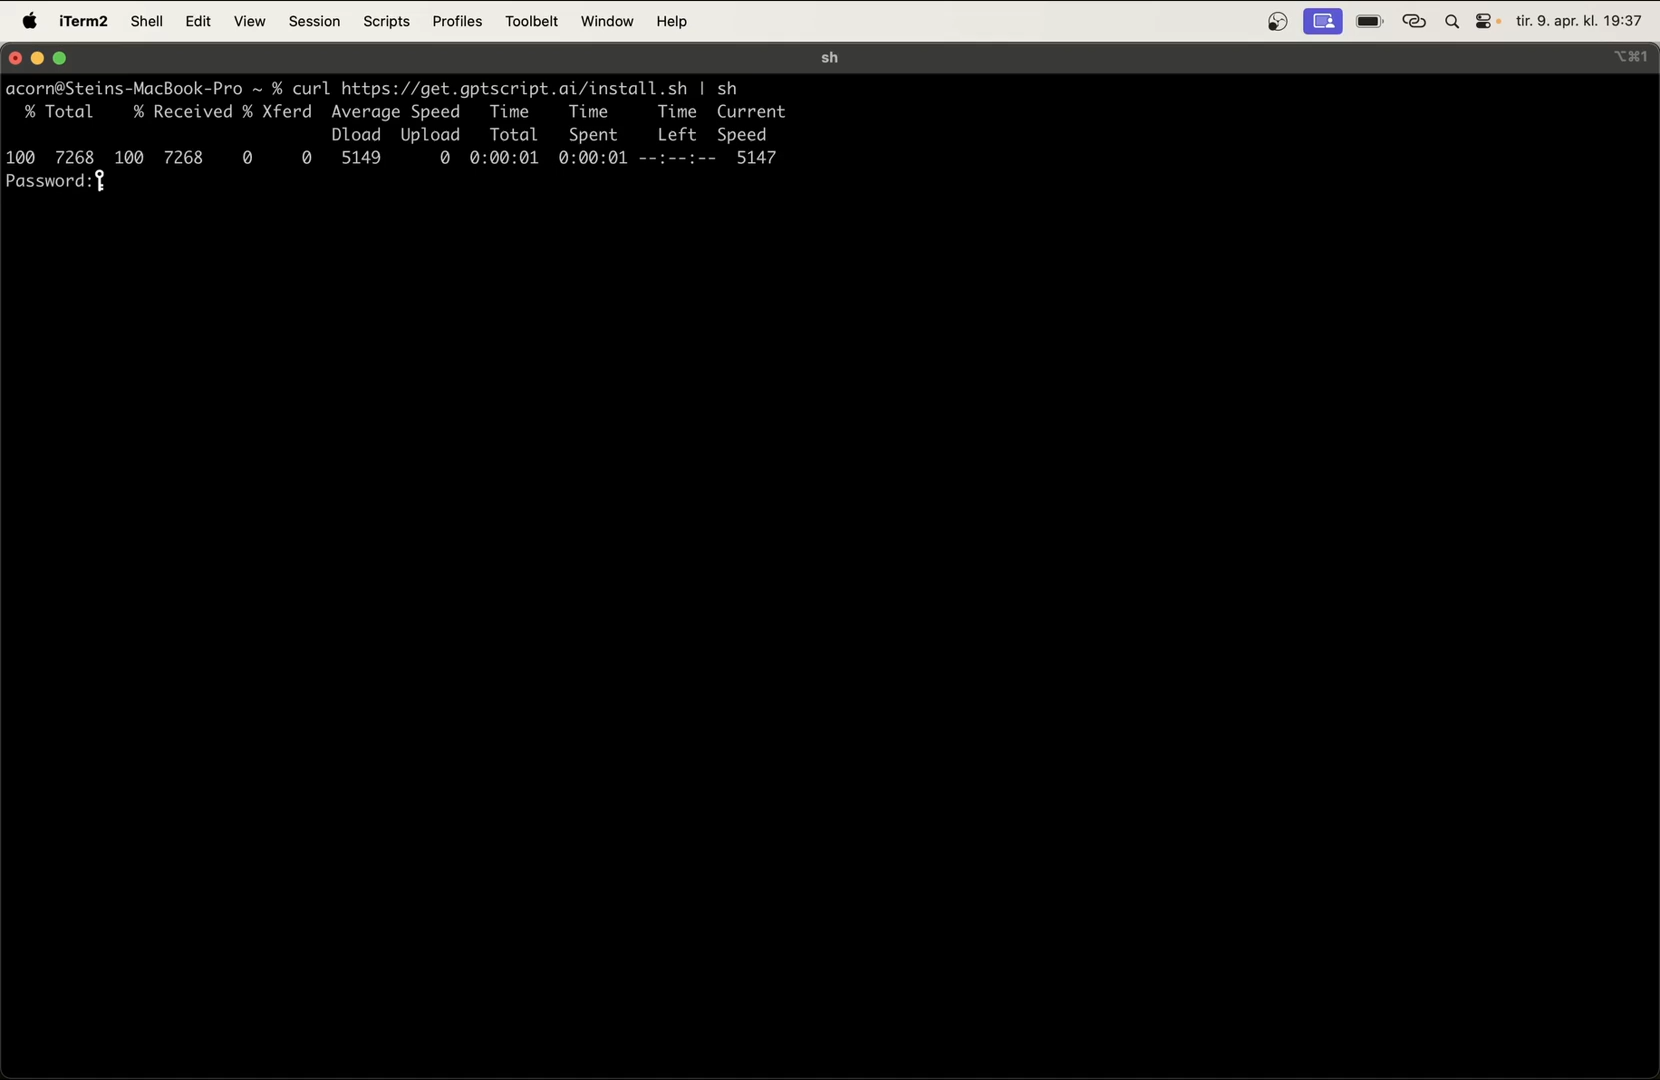 iTerm2 Shell Edit View Session Scripts Profiles Toolbelt Window Help tir. 9. apr. kl. 19:37
sh ⌥⌘1
acorn@Steins-MacBook-Pro ~ % curl https://get.gptscript.ai/install.sh | sh
% Total % Received % Xferd Average Speed Time Time Time Current
Dload Upload Total Spent Left Speed
100 7268 100 7268 0 0 5149 0 0:00:01 0:00:01 --:--:-- 5147
Password: